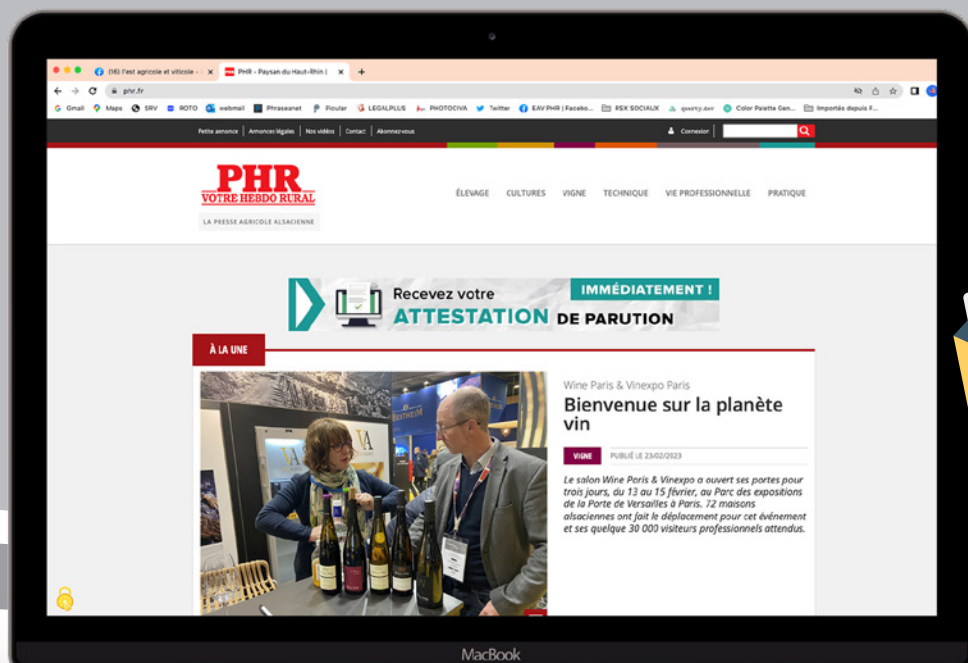 (16) l'est agricole et viticole -
PHR - Paysan du Haut-Rhin |
phr.fr
Gmail Maps SRV ROTO webmail Phraseanet Picular LEGALPLUS PHOTOCIVA Twitter EAV PHR | Facebo... RSX SOCIAUX qwerty.dev Color Palette Gen... Importés depuis F...
Petite annonce Annonces légales Nos vidéos Contact Abonnez-vous Connexion
PHR
VOTRE HEBDO RURAL
LA PRESSE AGRICOLE ALSACIENNE
ÉLEVAGE CULTURES VIGNE TECHNIQUE VIE PROFESSIONNELLE PRATIQUE
Recevez votre IMMÉDIATEMENT !
ATTESTATION DE PARUTION
À LA UNE
Wine Paris & Vinexpo Paris
Bienvenue sur la planète
vin
VIGNE PUBLIÉ LE 23/02/2023
Le salon Wine Paris & Vinexpo a ouvert ses portes pour
trois jours, du 13 au 15 février, au Parc des expositions
de la Porte de Versailles à Paris. 72 maisons
alsaciennes ont fait le déplacement pour cet événement
et ses quelque 30 000 visiteurs professionnels attendus.
VA
VA
MacBook